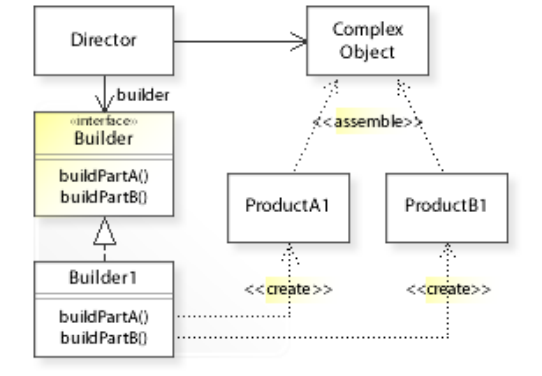 Director
Complex
Object
builder
«interface»
Builder
buildPartA()
buildPartB()
<<assemble>>
ProductA1
ProductB1
Builder1
buildPartA()
buildPartB()
<<create>>
<<create>>